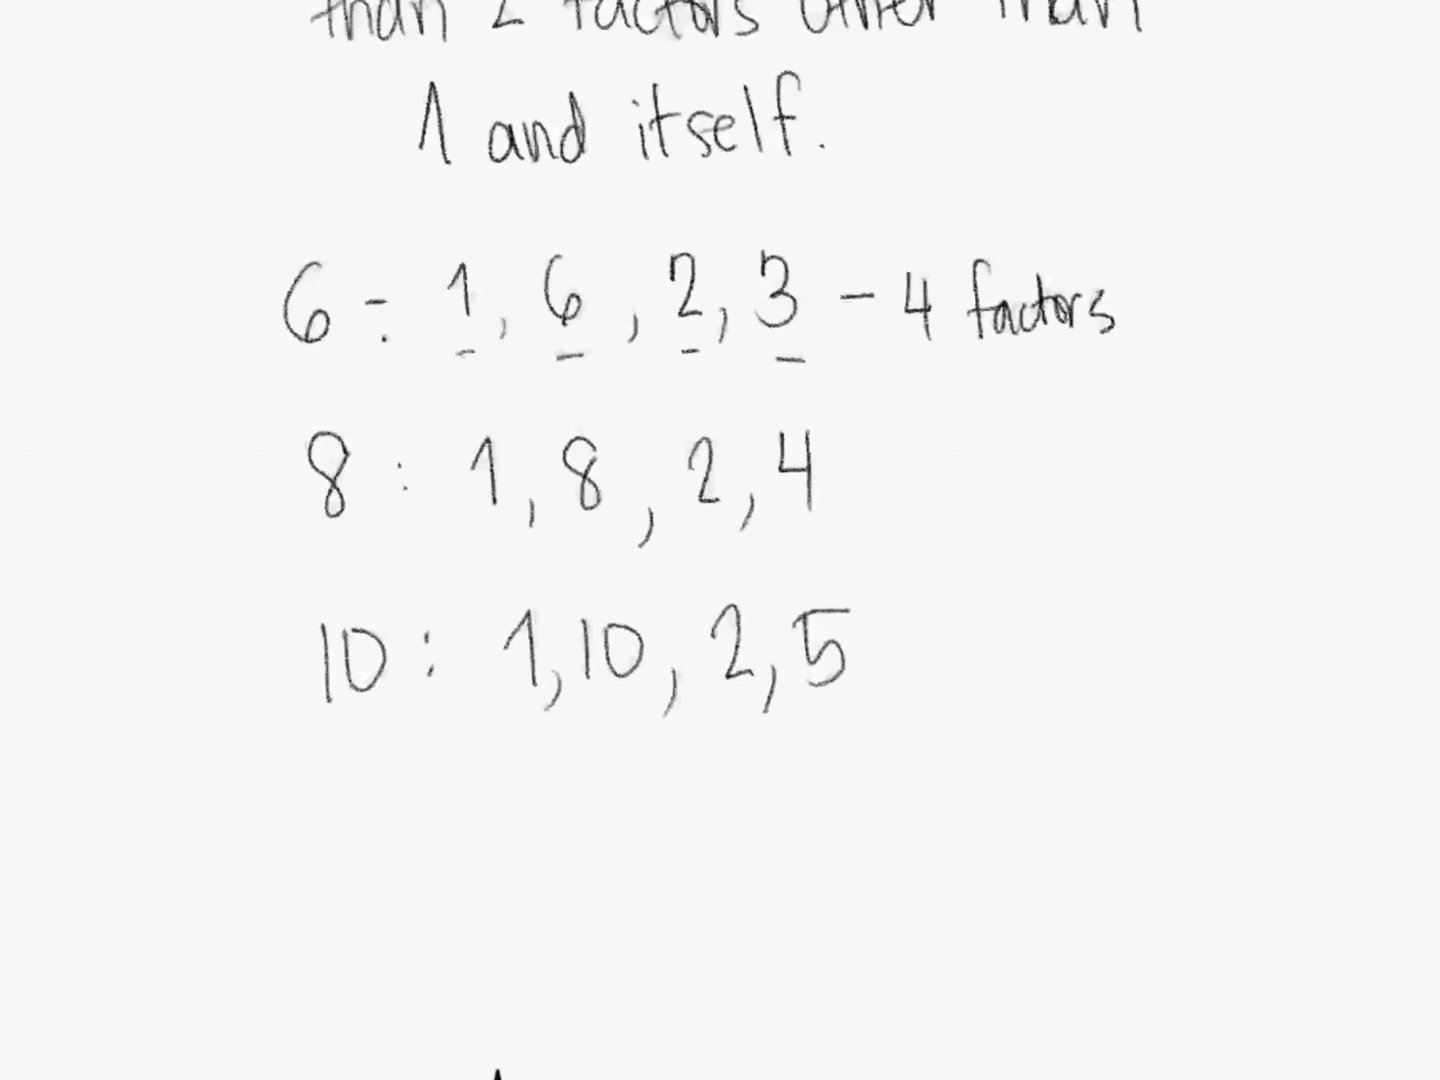 than 2 factors other than
1 and itself.
6 : 1, 6, 2, 3 - 4 factors
8 : 1, 8, 2, 4
10 : 1, 10, 2, 5